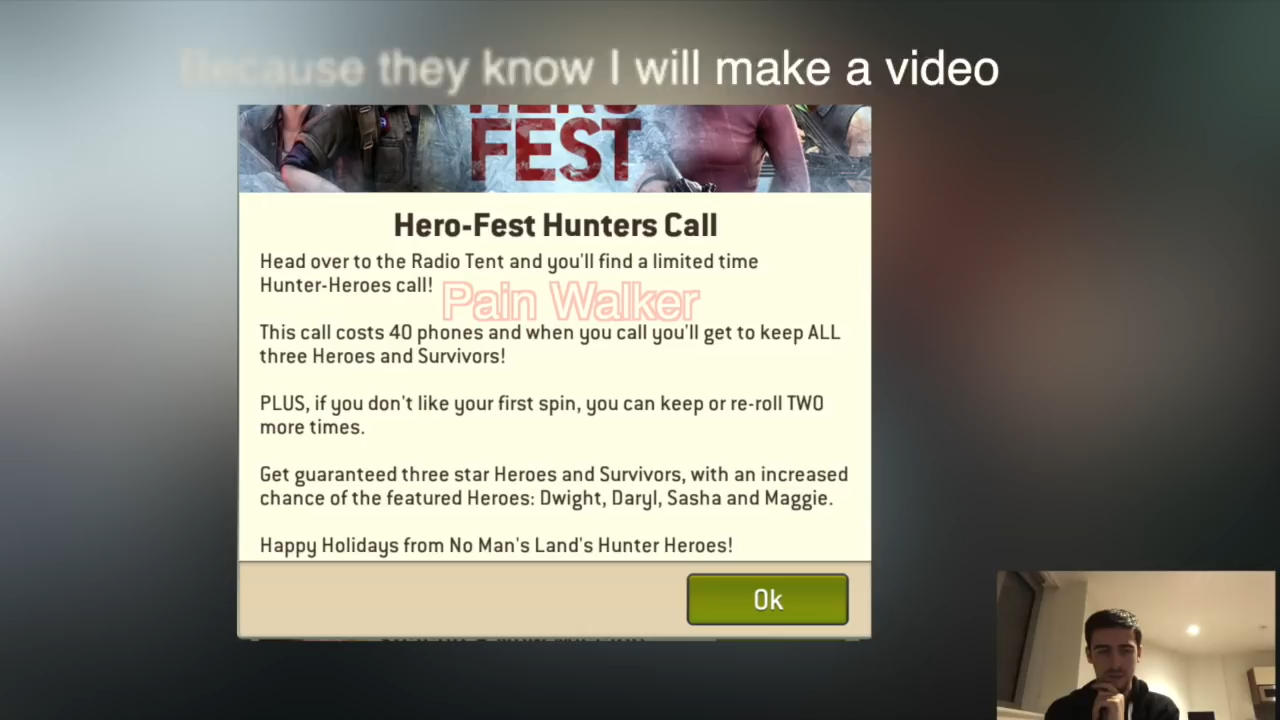 Because they know I will make a video
HERO
FEST
Hero-Fest Hunters Call
Head over to the Radio Tent and you'll find a limited time
Hunter-Heroes call!
Pain Walker
This call costs 40 phones and when you call you'll get to keep ALL
three Heroes and Survivors!
PLUS, if you don't like your first spin, you can keep or re-roll TWO
more times.
Get guaranteed three star Heroes and Survivors, with an increased
chance of the featured Heroes: Dwight, Daryl, Sasha and Maggie.
Happy Holidays from No Man's Land's Hunter Heroes!
Ok